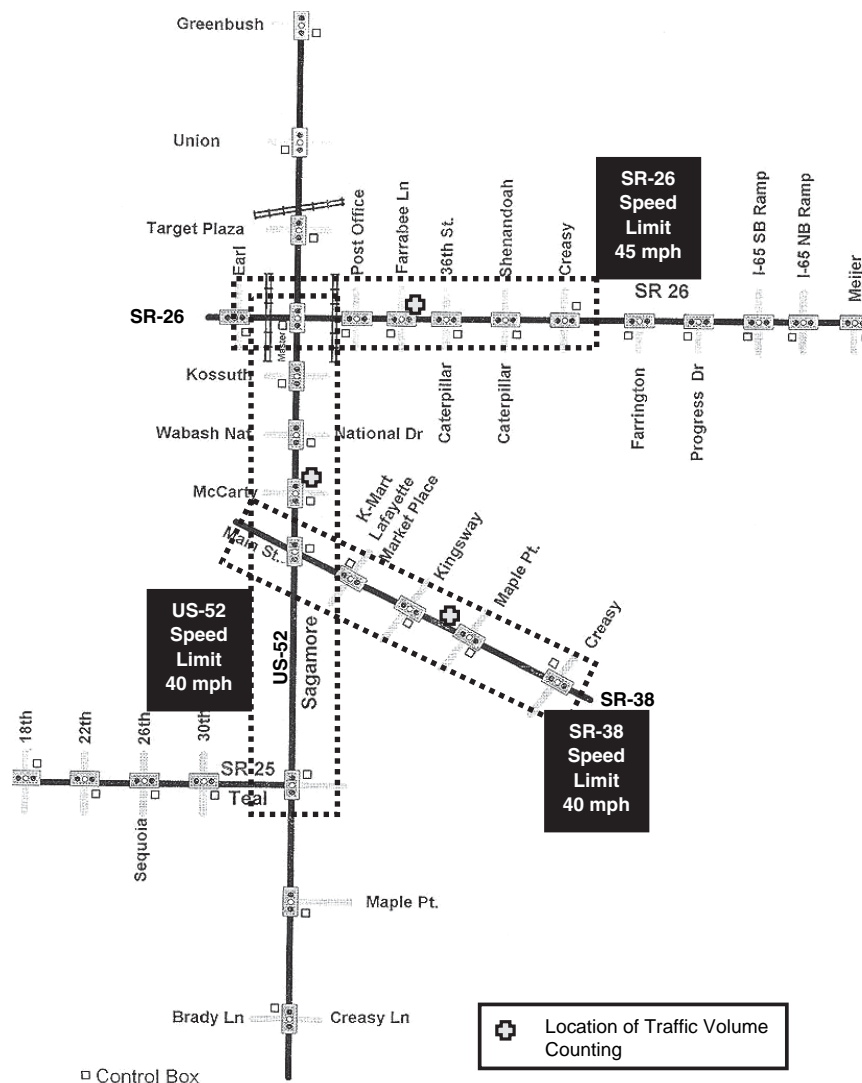 Greenbush
Union
Target Plaza
Earl
Post Office
Farrabee Ln
36th St.
Shenandoah
Creasy
SR-26
Speed
Limit
45 mph
I-65 SB Ramp
I-65 NB Ramp
Meijer
SR-26
SR 26
Master
Kossuth
Wabash Nat
National Dr
McCarty
Caterpillar
Caterpillar
Farrington
Progress Dr
Main St.
K-Mart
Lafayette
Market Place
Kingsway
Maple Pt.
Creasy
US-52
Speed
Limit
40 mph
US-52
Sagamore
SR-38
SR-38
Speed
Limit
40 mph
18th
22th
26th
30th
SR 25
Teal
Sequoia
Maple Pt.
Brady Ln
Creasy Ln
Location of Traffic Volume
Counting
Control Box